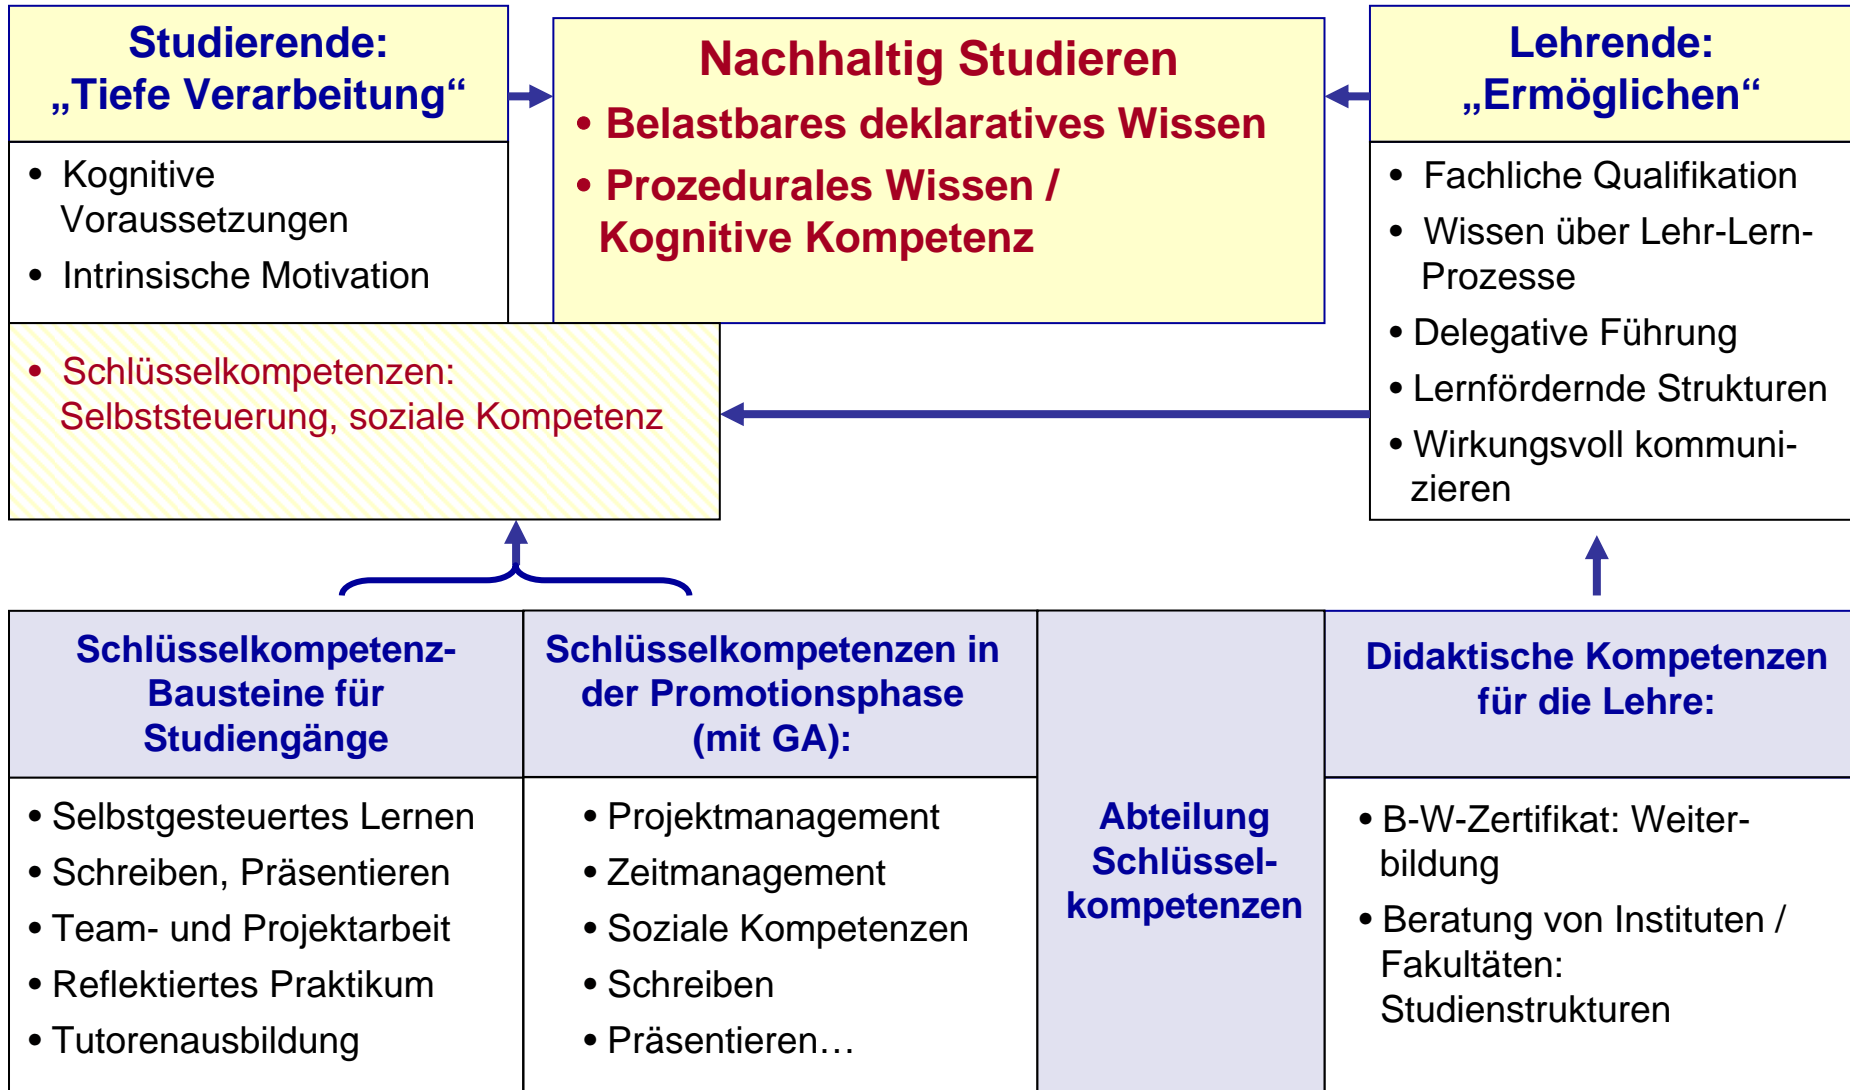 Studierende:
„Tiefe Verarbeitung“
• Kognitive
Voraussetzungen
• Intrinsische Motivation
• Schlüsselkompetenzen:
Selbststeuerung, soziale Kompetenz
Nachhaltig Studieren
• Belastbares deklaratives Wissen
• Prozedurales Wissen /
Kognitive Kompetenz
Lehrende:
„Ermöglichen“
• Fachliche Qualifikation
• Wissen über Lehr-Lern-
Prozesse
• Delegative Führung
• Lernfördernde Strukturen
• Wirkungsvoll kommuni-
zieren
Schlüsselkompetenz-
Bausteine für
Studiengänge
• Selbstgesteuertes Lernen
• Schreiben, Präsentieren
• Team- und Projektarbeit
• Reflektiertes Praktikum
• Tutorenausbildung
Schlüsselkompetenzen in
der Promotionsphase
(mit GA):
• Projektmanagement
• Zeitmanagement
• Soziale Kompetenzen
• Schreiben
• Präsentieren…
Abteilung
Schlüssel-
kompetenzen
Didaktische Kompetenzen
für die Lehre:
• B-W-Zertifikat: Weiter-
bildung
• Beratung von Instituten /
Fakultäten:
Studienstrukturen